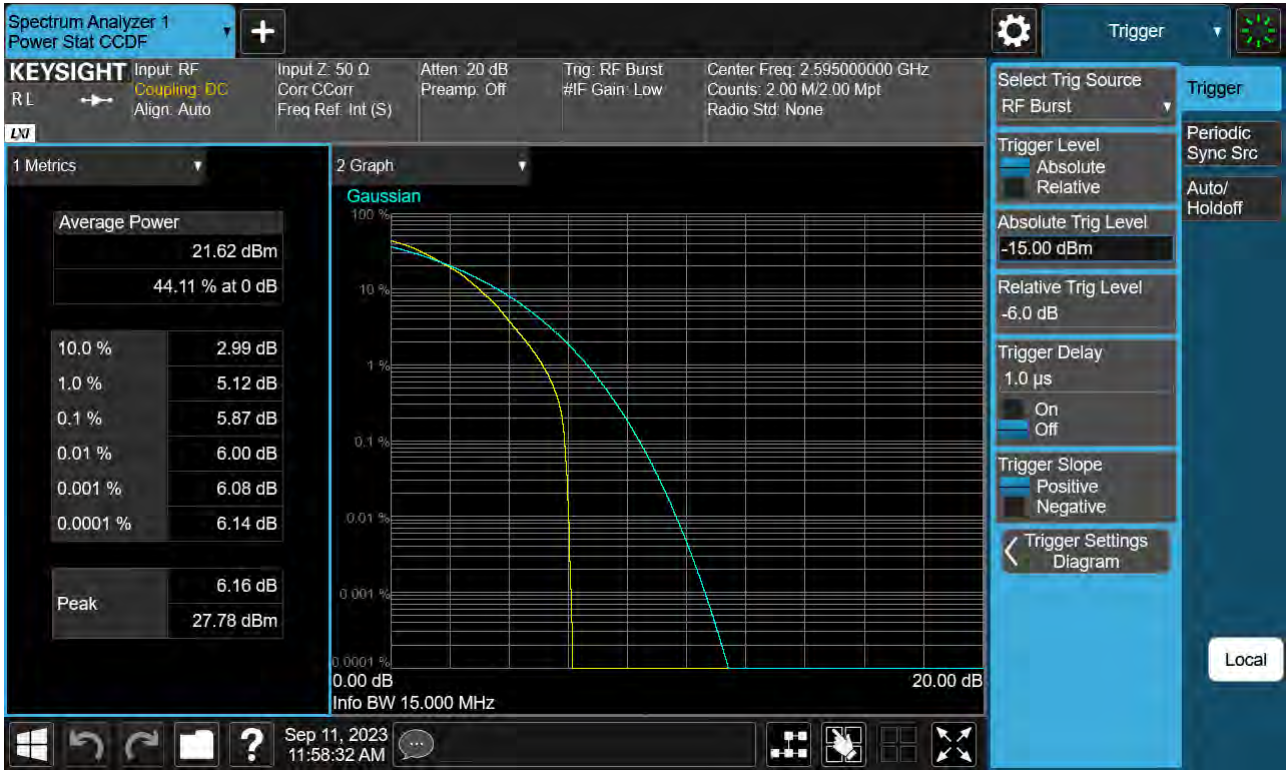 Spectrum Analyzer 1
Power Stat CCDF
Trigger
KEYSIGHT
R L
LXI
Input: RF
Coupling: DC
Align: Auto
Input Z: 50 Ω
Corr CCorr
Freq Ref: Int (S)
Atten: 20 dB
Preamp: Off
Trig: RF Burst
#IF Gain: Low
Center Freq: 2.595000000 GHz
Counts: 2.00 M/2.00 Mpt
Radio Std: None
1 Metrics
Average Power
21.62 dBm
44.11 % at 0 dB
10.0 % 2.99 dB
1.0 % 5.12 dB
0.1 % 5.87 dB
0.01 % 6.00 dB
0.001 % 6.08 dB
0.0001 % 6.14 dB
Peak
6.16 dB
27.78 dBm
2 Graph
Gaussian
100 %
10 %
1 %
0.1 %
0.01 %
0.001 %
0.0001 %
0.00 dB 20.00 dB
Info BW 15.000 MHz
Select Trig Source
RF Burst
Trigger Level
Absolute
Relative
Absolute Trig Level
-15.00 dBm
Relative Trig Level
-6.0 dB
Trigger Delay
1.0 µs
On
Off
Trigger Slope
Positive
Negative
Trigger Settings
Diagram
Trigger
Periodic
Sync Src
Auto/
Holdoff
Local
?
Sep 11, 2023
11:58:32 AM